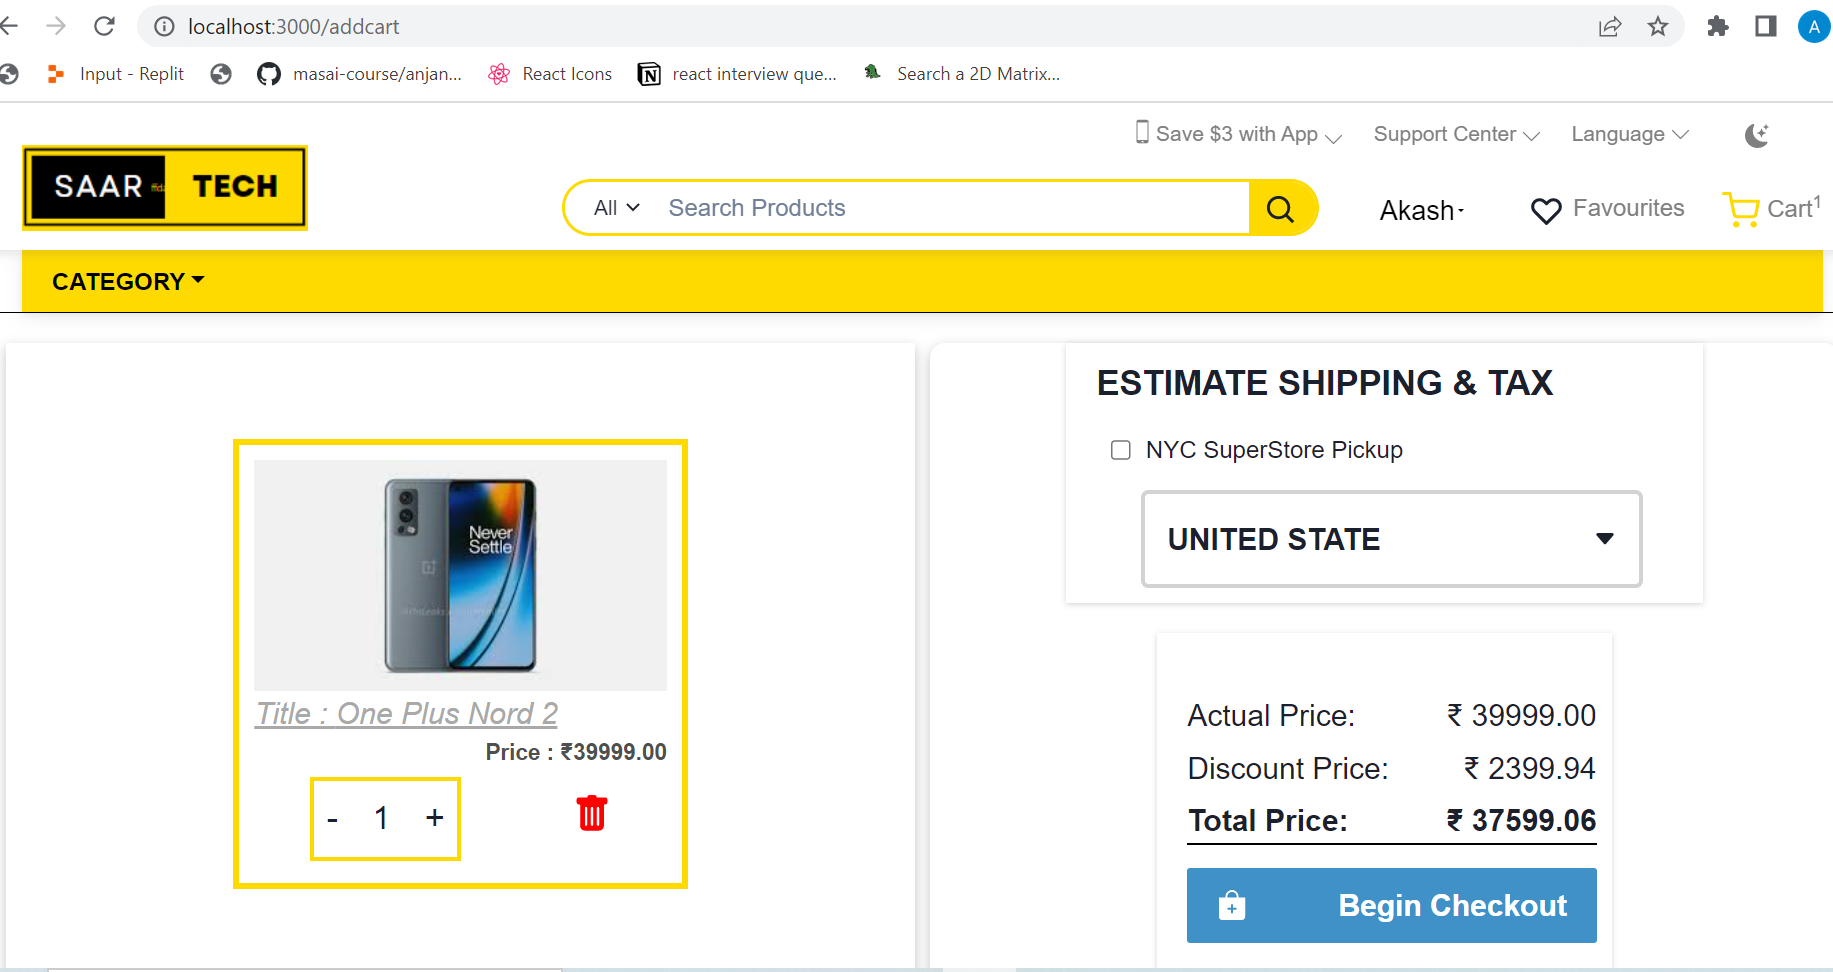 localhost:3000/addcart
A
Input - Replit
masai-course/anjan...
React Icons
react interview que...
Search a 2D Matrix...
Save $3 with App
Support Center
Language
SAAR TECH
All
Search Products
Akash
Favourites
Cart1
CATEGORY
ESTIMATE SHIPPING & TAX
NYC SuperStore Pickup
UNITED STATE
Never
Settle
Title : One Plus Nord 2
Price : ₹39999.00
- 1 +
Actual Price: ₹ 39999.00
Discount Price: ₹ 2399.94
Total Price: ₹ 37599.06
Begin Checkout